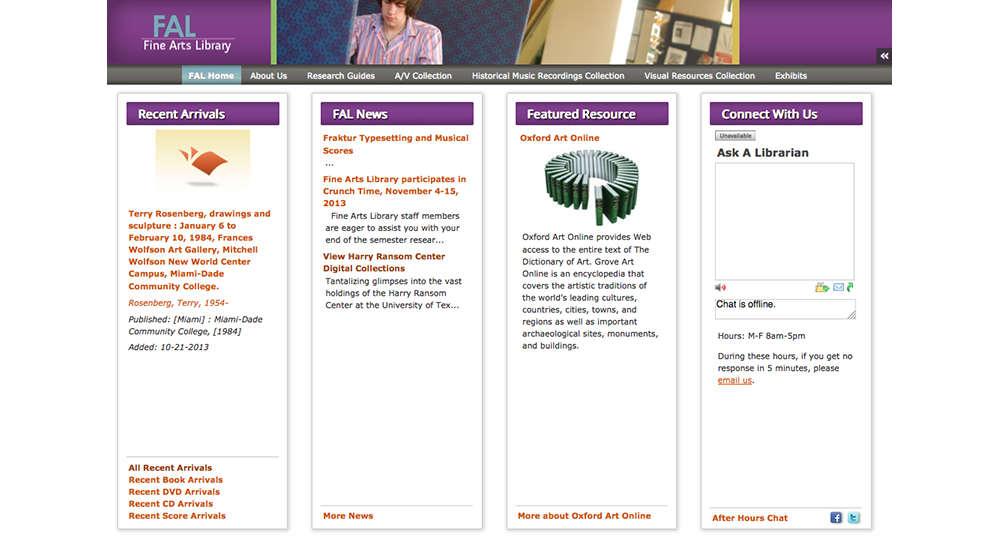 FAL
Fine Arts Library
FAL Home
About Us
Research Guides
A/V Collection
Historical Music Recordings Collection
Visual Resources Collection
Exhibits
Recent Arrivals
Terry Rosenberg, drawings and
sculpture : January 6 to
February 10, 1984, Frances
Wolfson Art Gallery, Mitchell
Wolfson New World Center
Campus, Miami-Dade
Community College.
Rosenberg, Terry, 1954-
Published: [Miami] : Miami-Dade
Community College, [1984]
Added: 10-21-2013
All Recent Arrivals
Recent Book Arrivals
Recent DVD Arrivals
Recent CD Arrivals
Recent Score Arrivals
FAL News
Fraktur Typesetting and Musical
Scores
...
Fine Arts Library participates in
Crunch Time, November 4-15,
2013
Fine Arts Library staff members
are eager to assist you with your
end of the semester resear...
View Harry Ransom Center
Digital Collections
Tantalizing glimpses into the vast
holdings of the Harry Ransom
Center at the University of Tex...
More News
Featured Resource
Oxford Art Online
Oxford Art Online provides Web
access to the entire text of The
Dictionary of Art. Grove Art
Online is an encyclopedia that
covers the artistic traditions of
the world's leading cultures,
countries, cities, towns, and
regions as well as important
archaeological sites, monuments,
and buildings.
More about Oxford Art Online
Connect With Us
Unavailable
Ask A Librarian
Chat is offline.
Hours: M-F 8am-5pm
During these hours, if you get no
response in 5 minutes, please
email us.
After Hours Chat